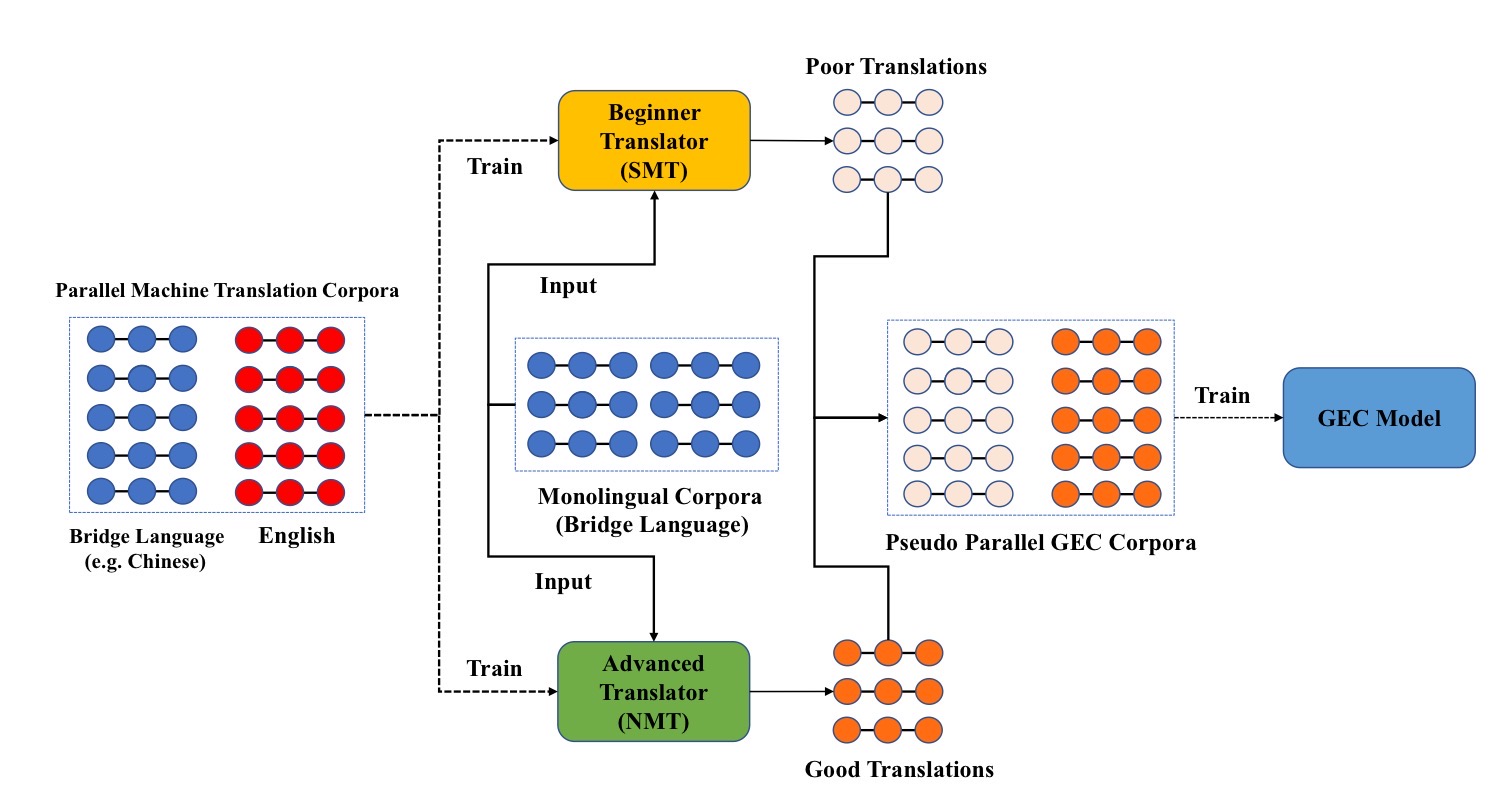 Poor Translations
Beginner
Translator
(SMT)
Train
Input
Parallel Machine Translation Corpora
Bridge Language
(e.g. Chinese)
English
Monolingual Corpora
(Bridge Language)
Input
Train
Advanced
Translator
(NMT)
Good Translations
Pseudo Parallel GEC Corpora
Train
GEC Model